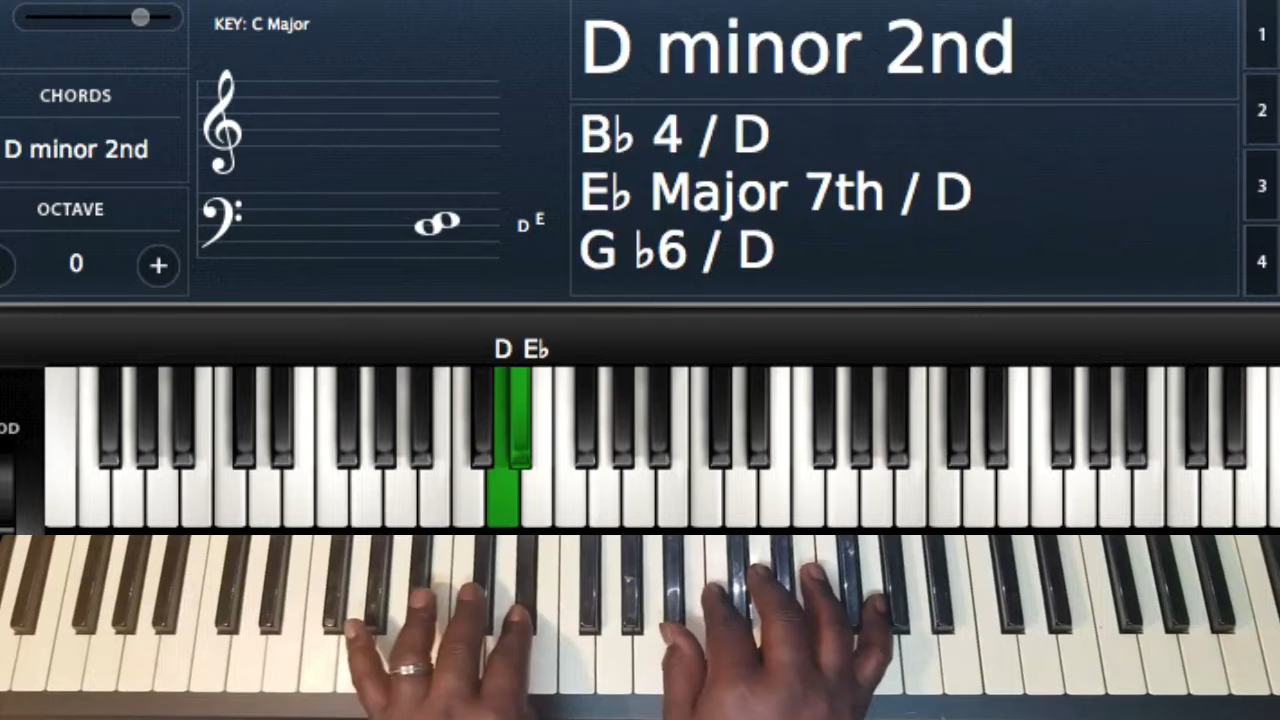 KEY: C Major
CHORDS
D minor 2nd
OCTAVE
0
+
D E
D minor 2nd
B♭ 4 / D
E♭ Major 7th / D
G ♭6 / D
1
2
3
4
D E♭
OD